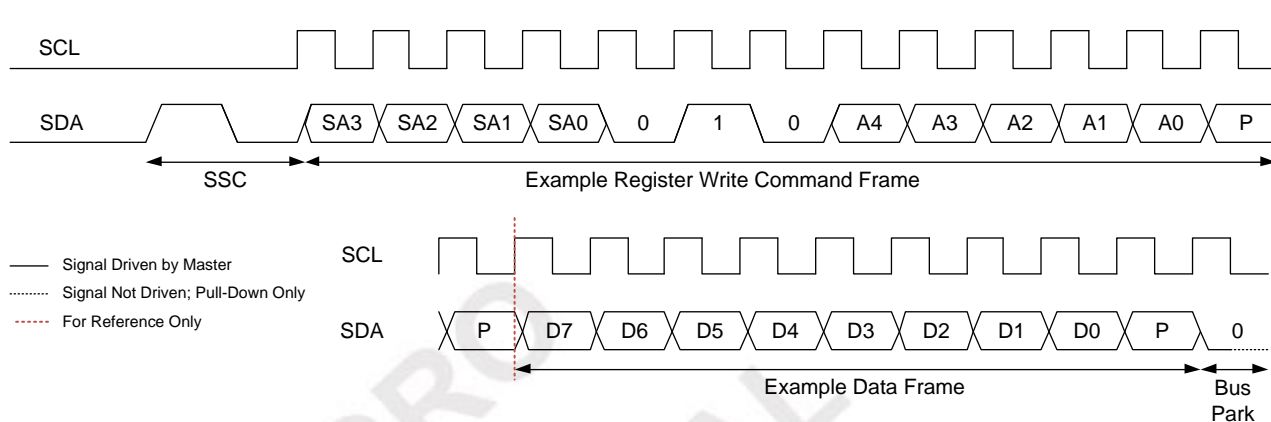 SCL
SDA SA3 SA2 SA1 SA0 0 1 0 A4 A3 A2 A1 A0 P
SSC Example Register Write Command Frame
Signal Driven by Master
Signal Not Driven; Pull-Down Only
For Reference Only
SCL
SDA P D7 D6 D5 D4 D3 D2 D1 D0 P 0
Example Data Frame
Bus
Park